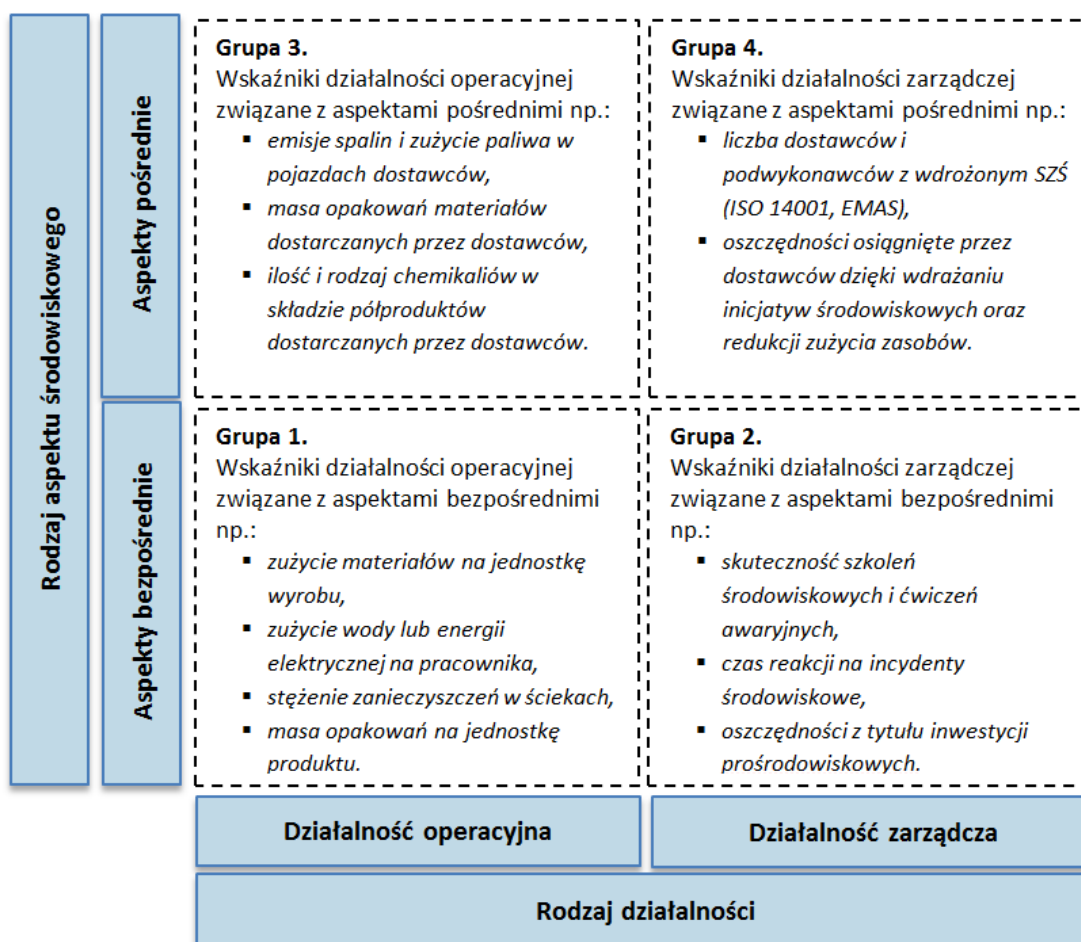 Rodzaj aspektu środowiskowego
Aspekty pośrednie
Grupa 3.
Wskaźniki działalności operacyjnej
związane z aspektami pośrednimi np.:
▪ emisje spalin i zużycie paliwa w
pojazdach dostawców,
▪ masa opakowań materiałów
dostarczanych przez dostawców,
▪ ilość i rodzaj chemikaliów w
składzie półproduktów
dostarczanych przez dostawców.
Grupa 4.
Wskaźniki działalności zarządczej
związane z aspektami pośrednimi np.:
▪ liczba dostawców i
podwykonawców z wdrożonym SZŚ
(ISO 14001, EMAS),
▪ oszczędności osiągnięte przez
dostawców dzięki wdrażaniu
inicjatyw środowiskowych oraz
redukcji zużycia zasobów.
Aspekty bezpośrednie
Grupa 1.
Wskaźniki działalności operacyjnej
związane z aspektami bezpośrednimi
np.:
▪ zużycie materiałów na jednostkę
wyrobu,
▪ zużycie wody lub energii
elektrycznej na pracownika,
▪ stężenie zanieczyszczeń w ściekach,
▪ masa opakowań na jednostkę
produktu.
Grupa 2.
Wskaźniki działalności zarządczej
związane z aspektami bezpośrednimi
np.:
▪ skuteczność szkoleń
środowiskowych i ćwiczeń
awaryjnych,
▪ czas reakcji na incydenty
środowiskowe,
▪ oszczędności z tytułu inwestycji
prośrodowiskowych.
Działalność operacyjna
Działalność zarządcza
Rodzaj działalności